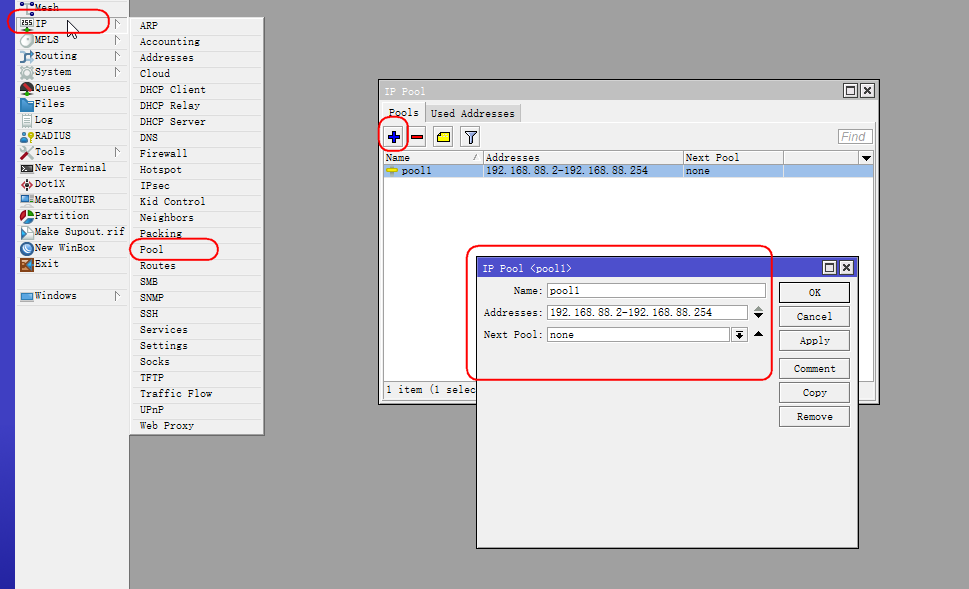 Mesh
IP
MPLS
Routing
System
Queues
Files
Log
RADIUS
Tools
New Terminal
Dot1X
MetaROUTER
Partition
Make Supout.rif
New WinBox
Exit
Windows
ARP
Accounting
Addresses
Cloud
DHCP Client
DHCP Relay
DHCP Server
DNS
Firewall
Hotspot
IPsec
Kid Control
Neighbors
Packing
Pool
Routes
SMB
SNMP
SSH
Services
Settings
Socks
TFTP
Traffic Flow
UPnP
Web Proxy
IP Pool
Pools Used Addresses
Find
Name / Addresses Next Pool
pool1 192.168.88.2-192.168.88.254 none
1 item (1 selec
IP Pool <pool1>
Name: pool1
Addresses: 192.168.88.2-192.168.88.254
Next Pool: none
OK
Cancel
Apply
Comment
Copy
Remove